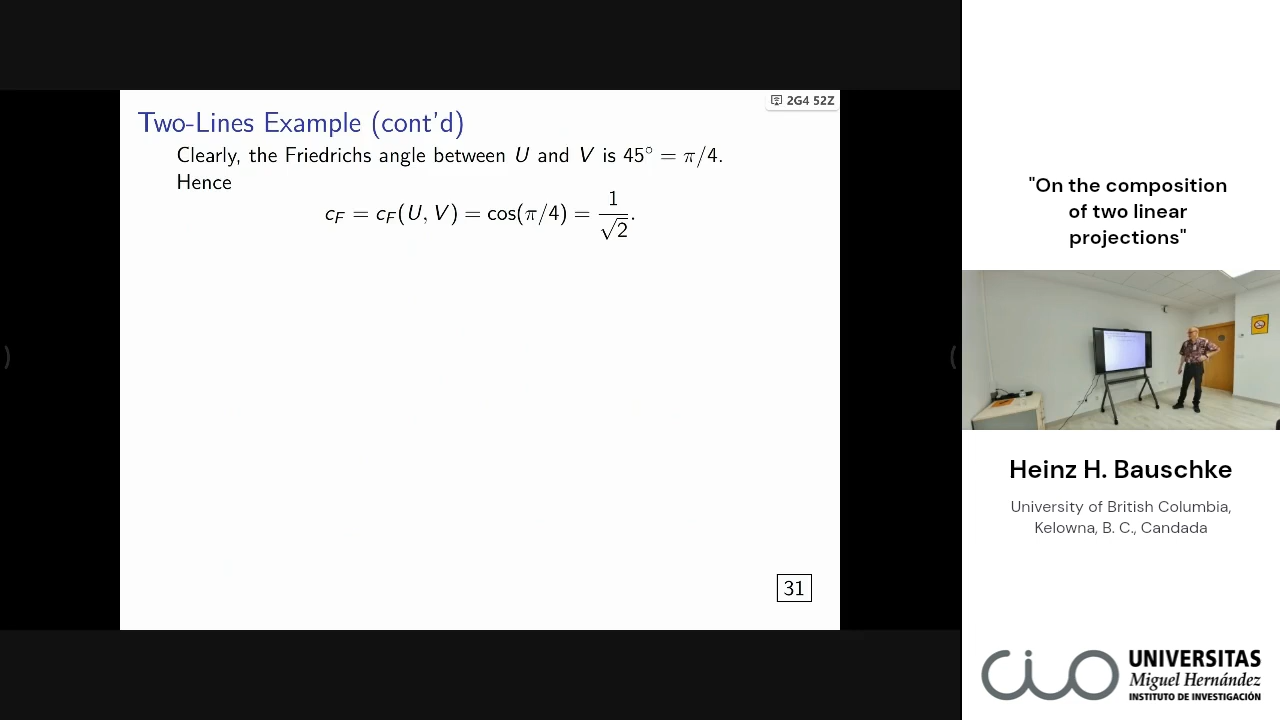 2G4 52Z
Two-Lines Example (cont'd)
Clearly, the Friedrichs angle between U and V is 45° = π/4.
Hence
c_F = c_F(U, V) = cos(π/4) = 1/√2.
31
"On the composition
of two linear
projections"
Heinz H. Bauschke
University of British Columbia,
Kelowna, B. C., Candada
cio
UNIVERSITAS
Miguel Hernández
INSTITUTO DE INVESTIGACIÓN